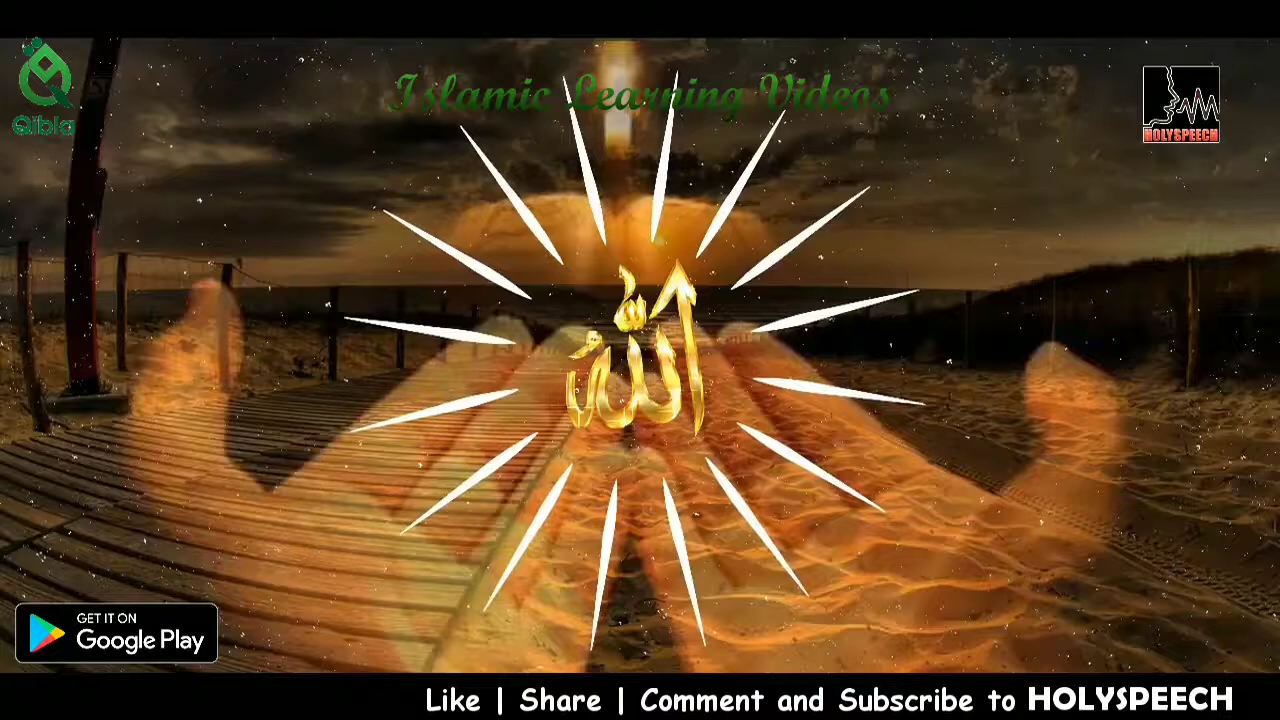 Islamic Learning Videos
Qibla
HOLYSPEECH
الله
GET IT ON
Google Play
Like | Share | Comment and Subscribe to HOLYSPEECH